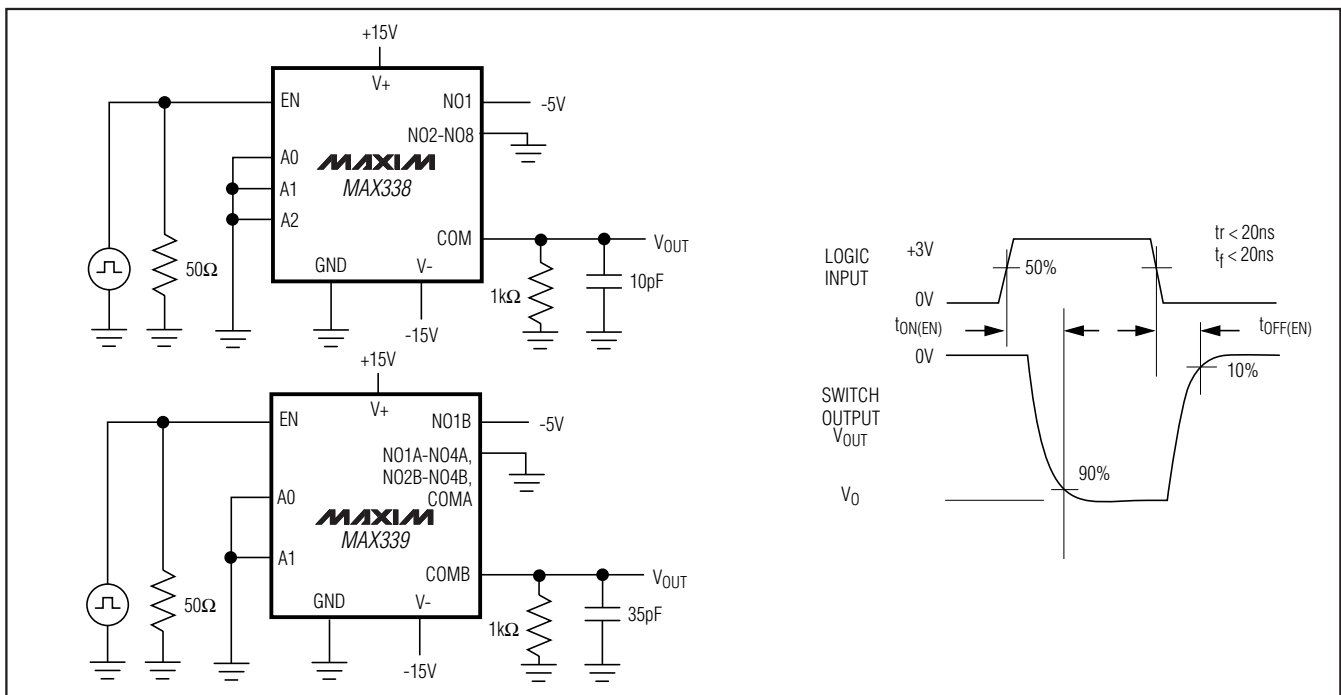 +15V
V+
EN
NO1
-5V
NO2-NO8
A0
MAXIM
A1
MAX338
A2
COM
VOUT
50Ω
GND
V-
10pF
1kΩ
-15V
+15V
V+
EN
NO1B
-5V
NO1A-NO4A,
NO2B-NO4B,
COMA
A0
MAXIM
MAX339
A1
COMB
VOUT
50Ω
GND
V-
35pF
1kΩ
-15V
LOGIC
INPUT
+3V
50%
tr < 20ns
tf < 20ns
0V
tON(EN)
tOFF(EN)
0V
10%
SWITCH
OUTPUT
VOUT
90%
VO